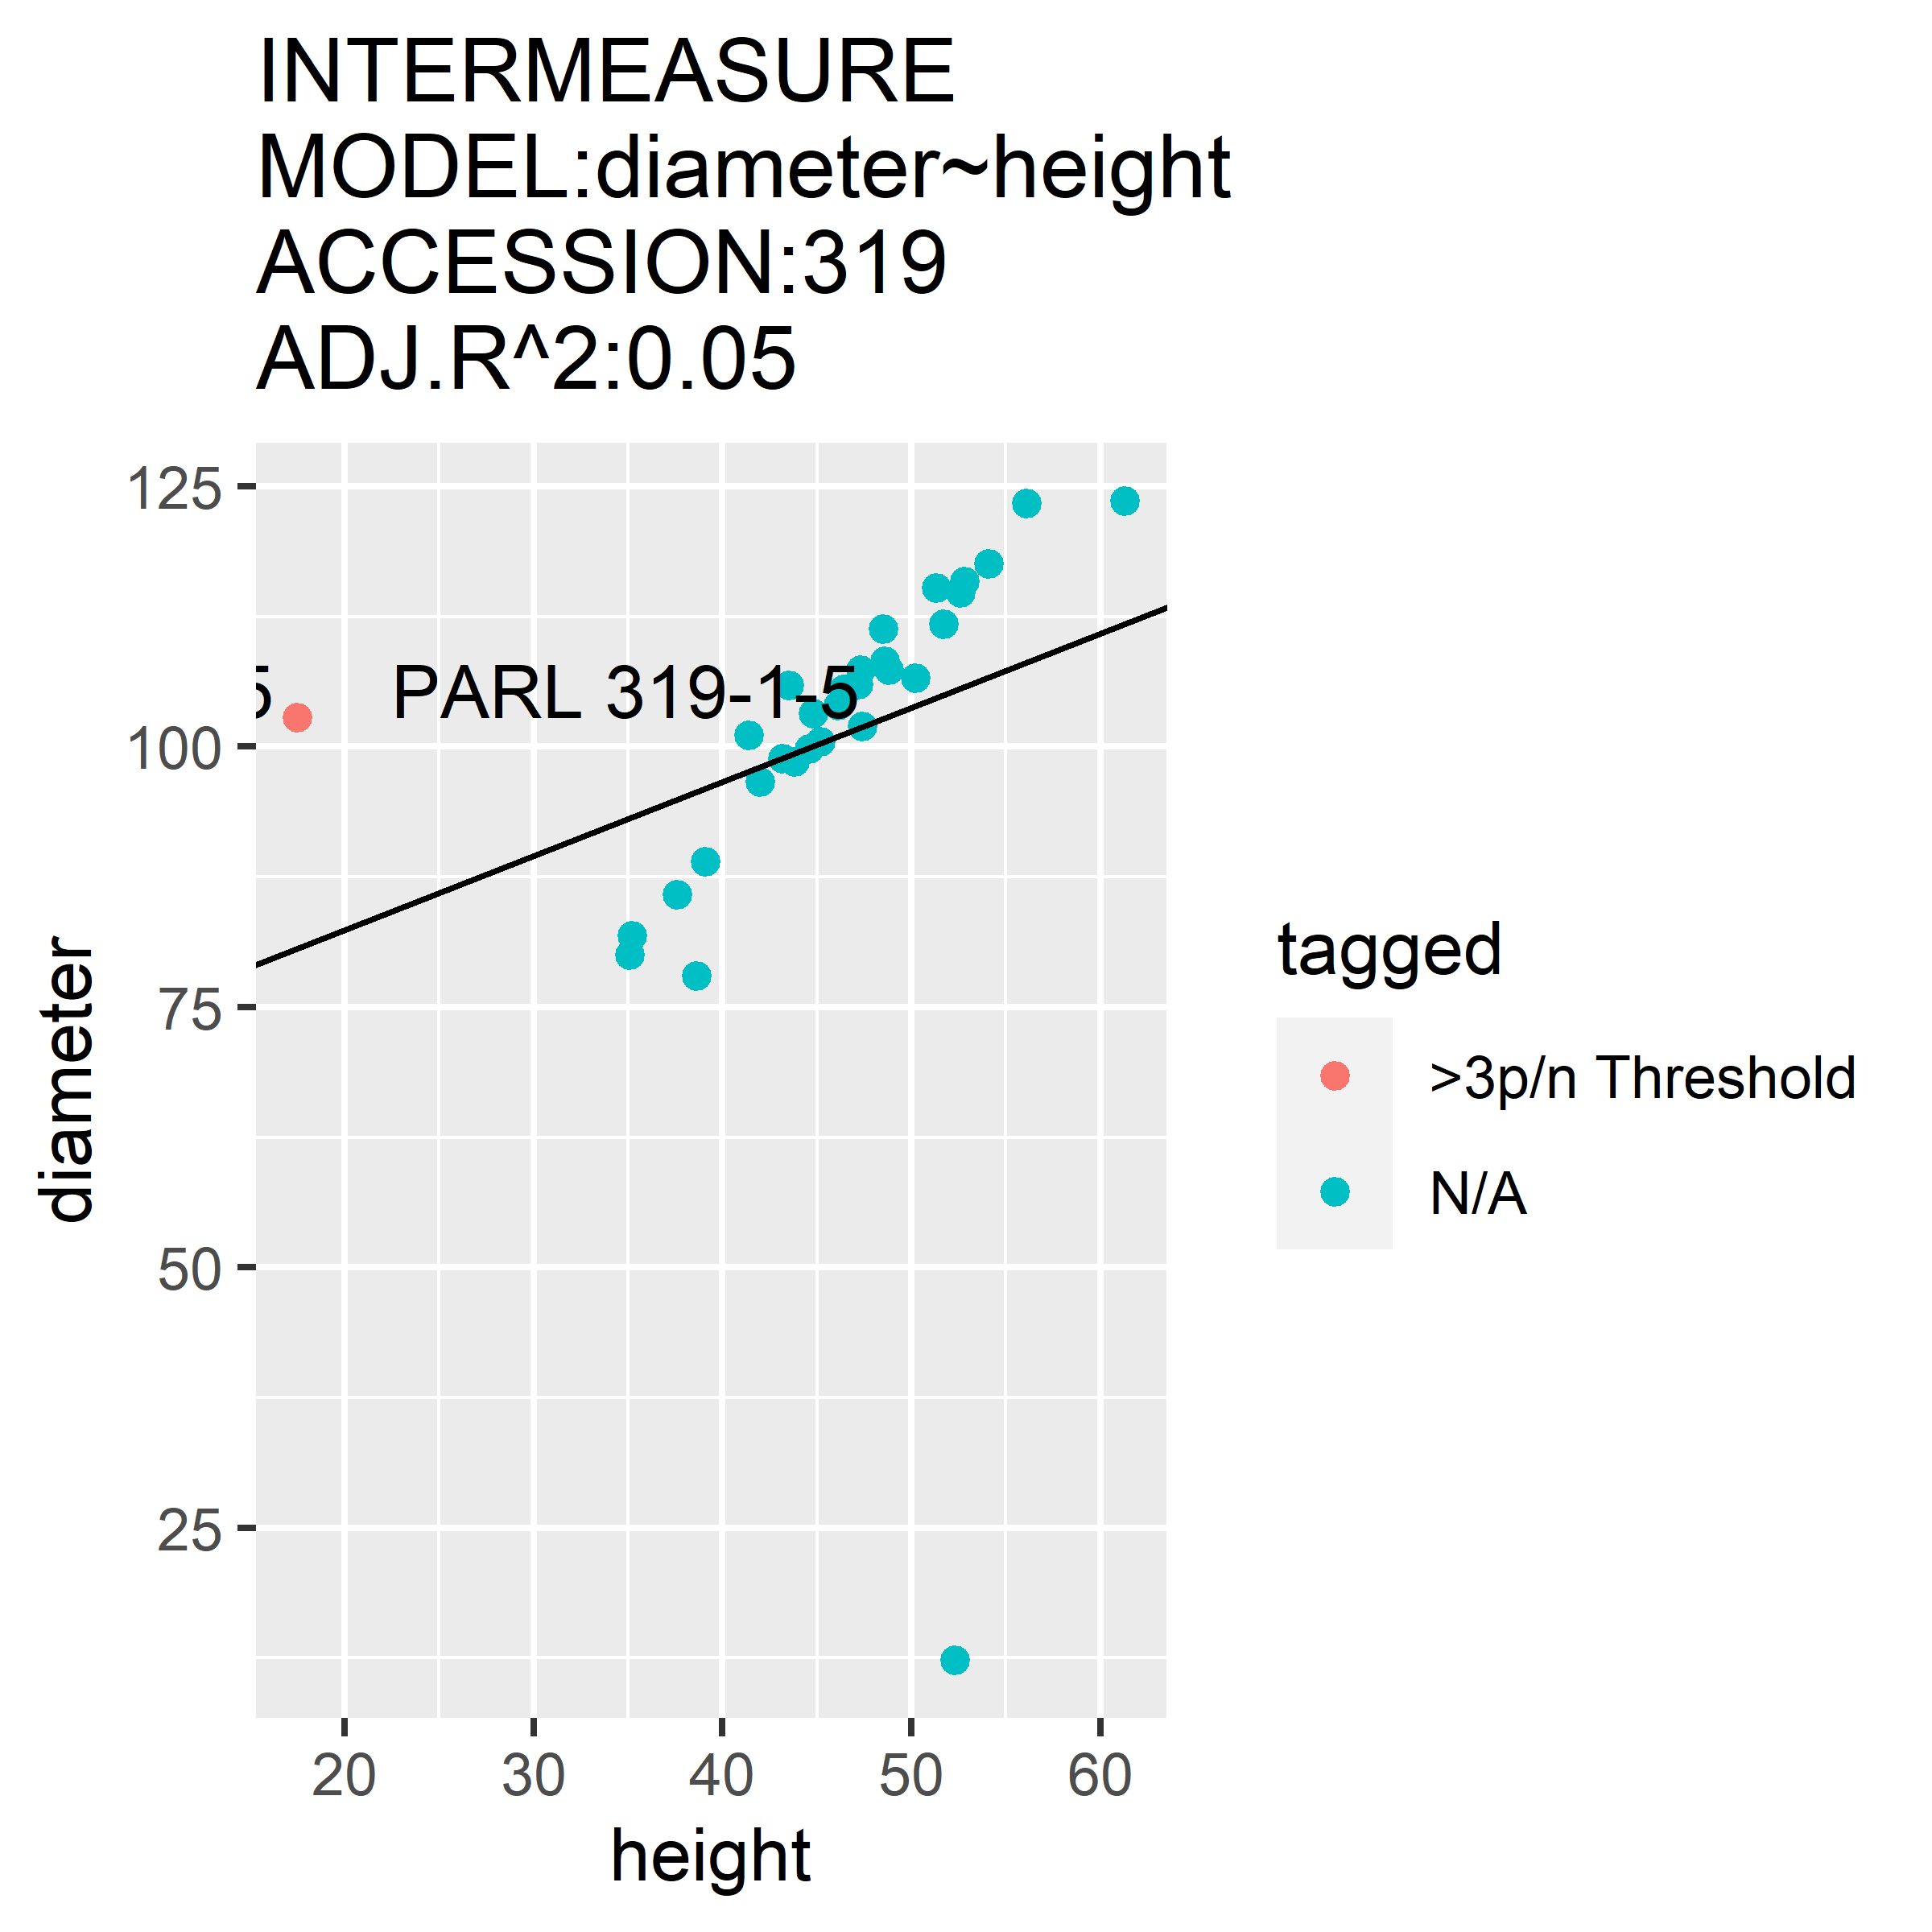 INTERMEASURE
MODEL:diameter~height
ACCESSION:319
ADJ.R^2:0.05
125
100
75
50
25
diameter
5 PARL 319-1-5
20 30 40 50 60
height
tagged
>3p/n Threshold
N/A